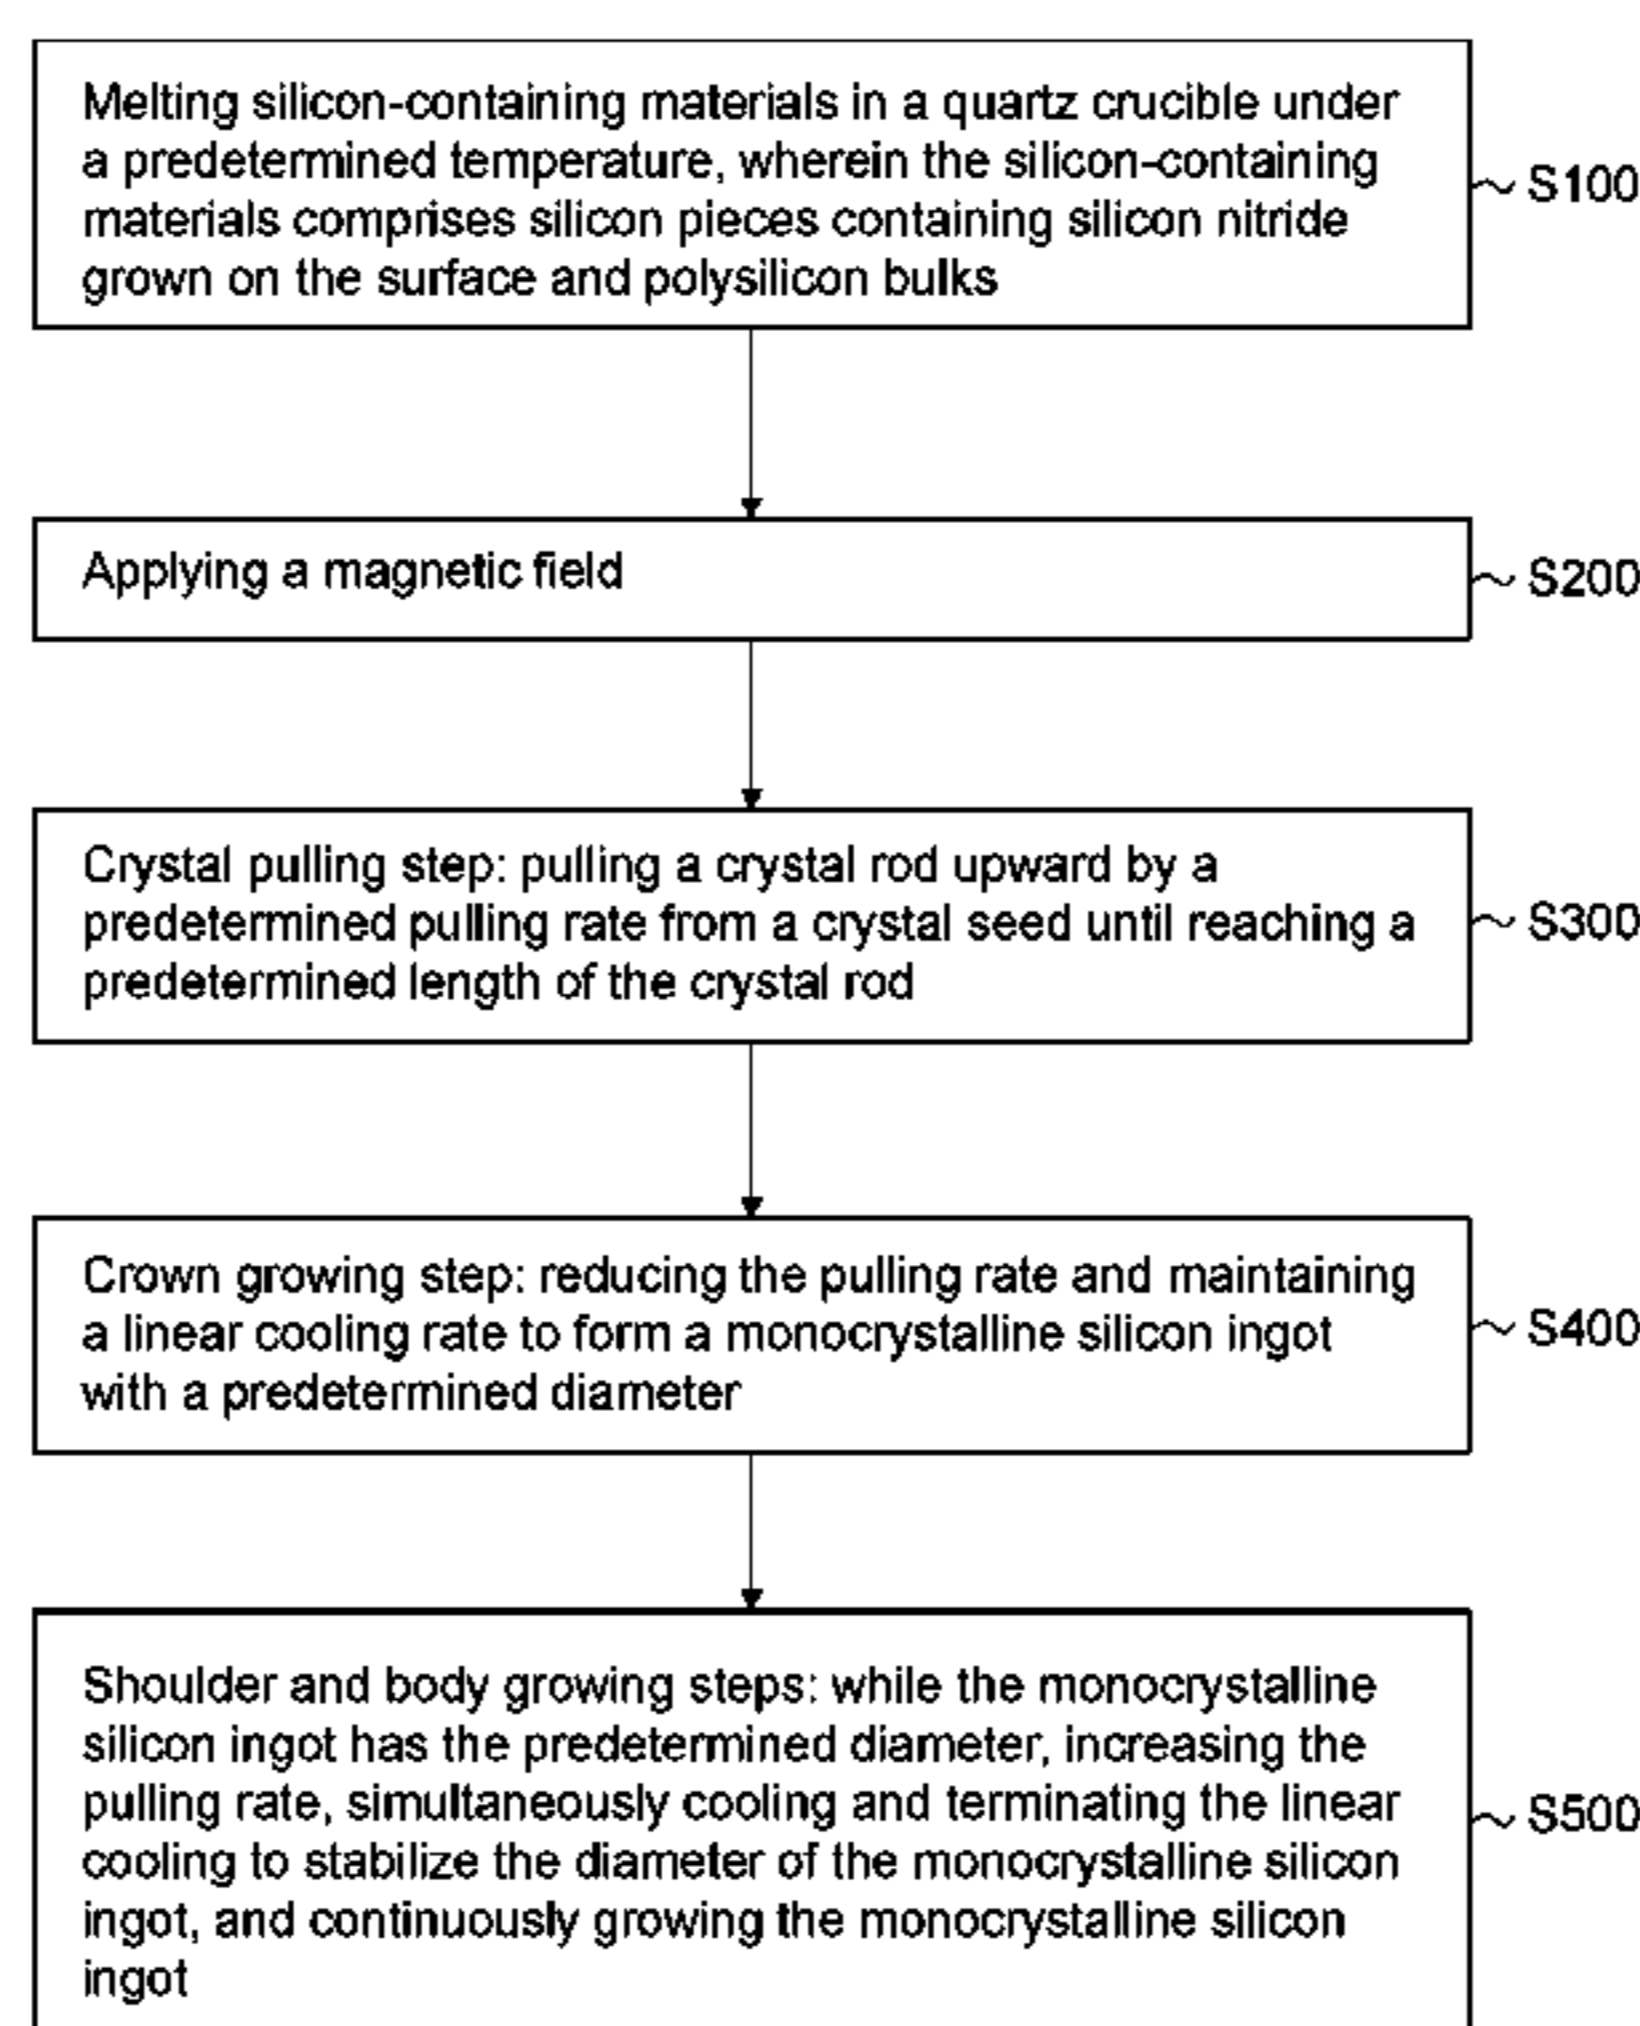 Melting silicon-containing materials in a quartz crucible under
a predetermined temperature, wherein the silicon-containing
materials comprises silicon pieces containing silicon nitride
grown on the surface and polysilicon bulks
S100
Applying a magnetic field
S200
Crystal pulling step: pulling a crystal rod upward by a
predetermined pulling rate from a crystal seed until reaching a
predetermined length of the crystal rod
S300
Crown growing step: reducing the pulling rate and maintaining
a linear cooling rate to form a monocrystalline silicon ingot
with a predetermined diameter
S400
Shoulder and body growing steps: while the monocrystalline
silicon ingot has the predetermined diameter, increasing the
pulling rate, simultaneously cooling and terminating the linear
cooling to stabilize the diameter of the monocrystalline silicon
ingot, and continuously growing the monocrystalline silicon
ingot
S500